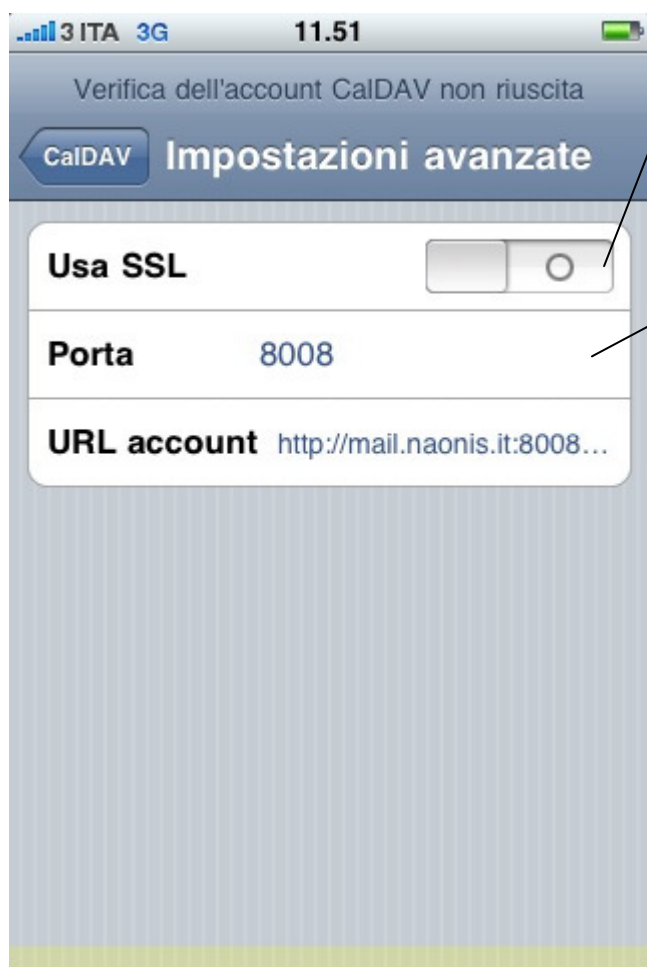 3 ITA 3G 11.51
Verifica dell'account CalDAV non riuscita
CalDAV Impostazioni avanzate
Usa SSL
Porta 8008
URL account http://mail.naonis.it:8008...